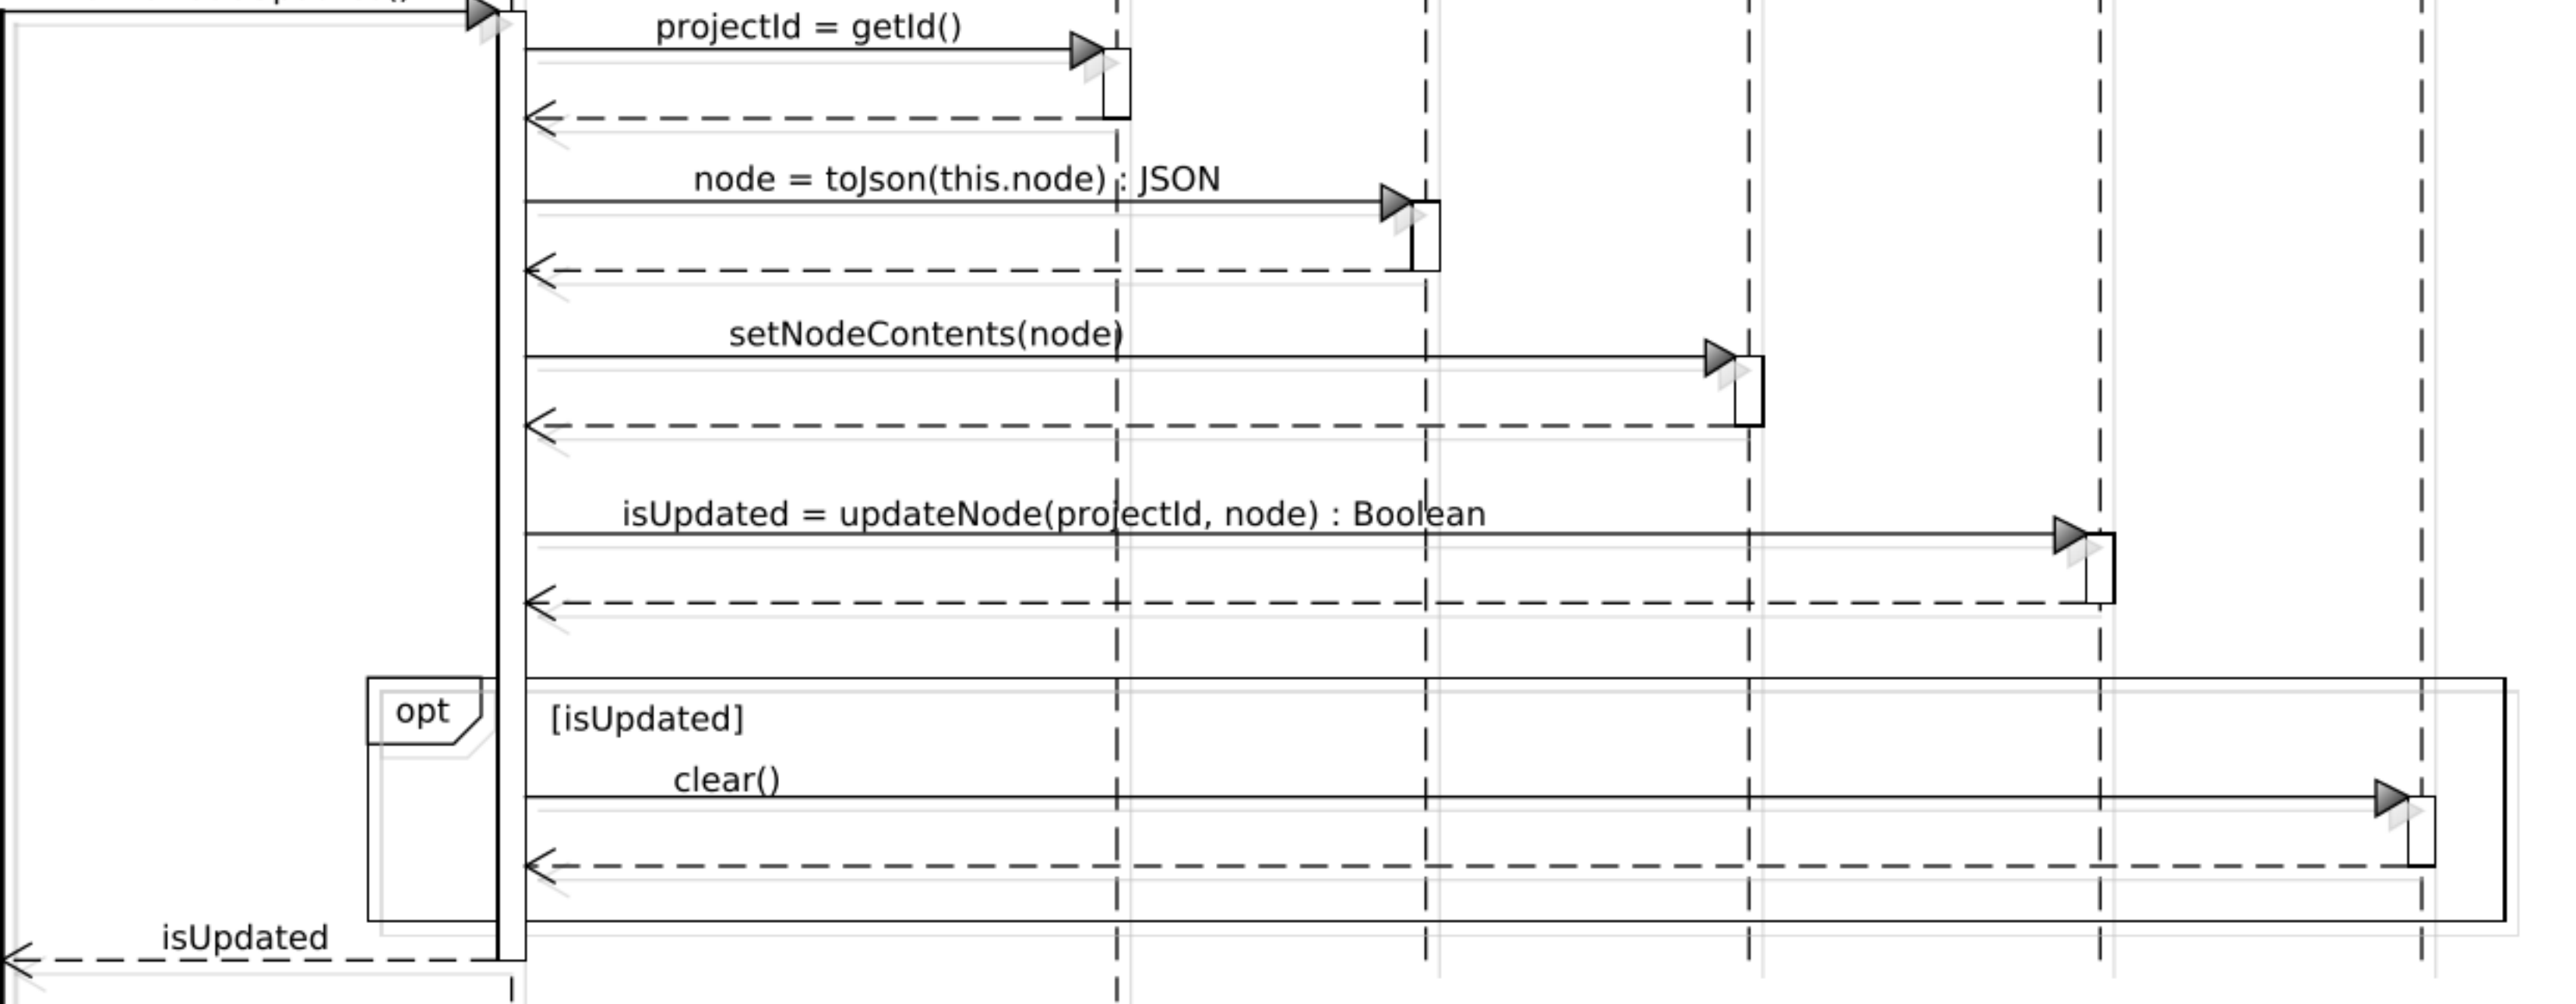 projectId = getId()
node = toJson(this.node) : JSON
setNodeContents(node)
isUpdated = updateNode(projectId, node) : Boolean
opt
[isUpdated]
clear()
isUpdated